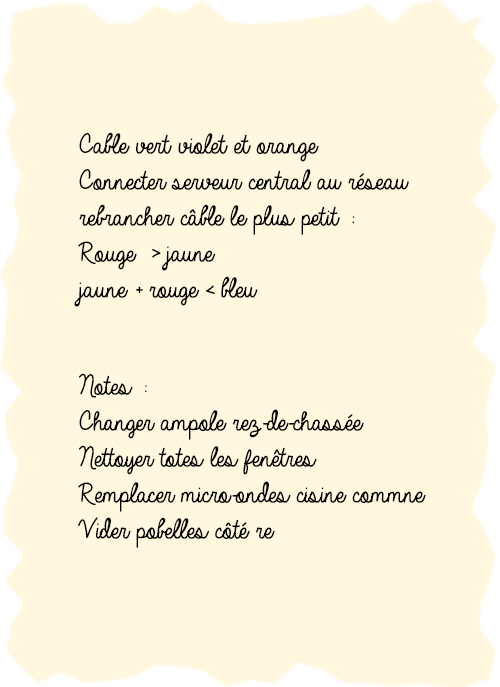 Cable vert violet et orange
Connecter serveur central au réseau
rebrancher câble le plus petit :
Rouge > jaune
jaune + rouge < bleu
Notes :
Changer ampole rez-de-chassée
Nettoyer totes les fenêtres
Remplacer micro-ondes cisine commne
Vider pobelles côté re